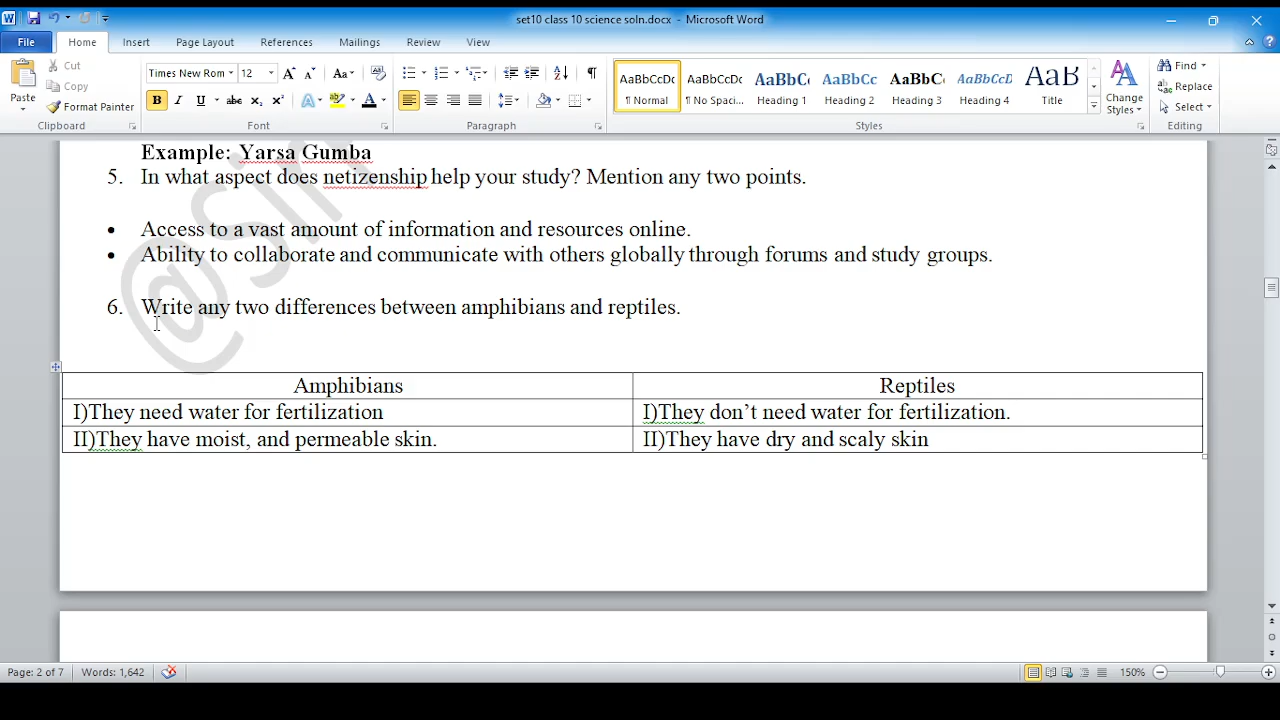 set10 class 10 science soln.docx - Microsoft Word
File Home Insert Page Layout References Mailings Review View
Cut
Copy
Format Painter
Paste
Times New Rom 12
AaBbCcDc AaBbCcDc AaBbC AaBbCc AaBbC AaBbCcD AaB
¶ Normal ¶ No Spaci... Heading 1 Heading 2 Heading 3 Heading 4 Title
Change Styles
Find
Replace
Select
Clipboard Font Paragraph Styles Editing
Example: Yarsa Gumba
5. In what aspect does netizenship help your study? Mention any two points.
• Access to a vast amount of information and resources online.
• Ability to collaborate and communicate with others globally through forums and study groups.
6. Write any two differences between amphibians and reptiles.
Amphibians Reptiles
I)They need water for fertilization I)They don’t need water for fertilization.
II)They have moist, and permeable skin. II)They have dry and scaly skin
Page: 2 of 7 Words: 1,642 150%